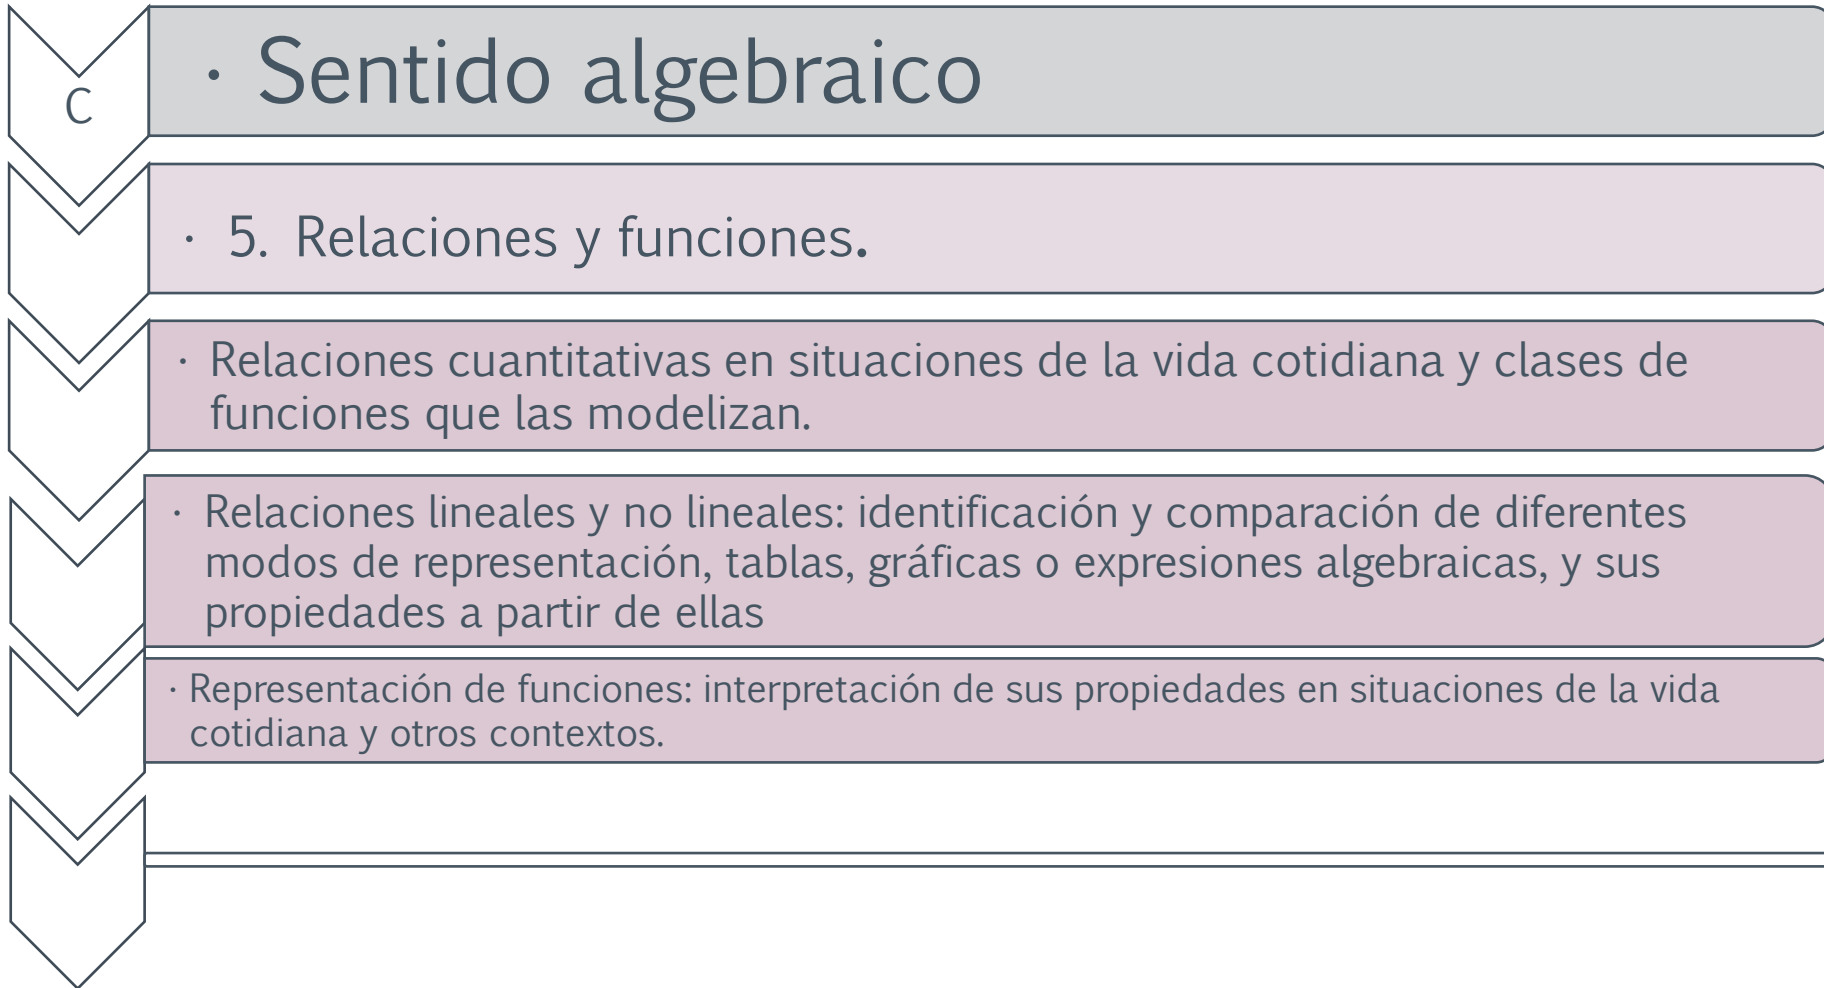 C
· Sentido algebraico
· 5. Relaciones y funciones.
· Relaciones cuantitativas en situaciones de la vida cotidiana y clases de
funciones que las modelizan.
· Relaciones lineales y no lineales: identificación y comparación de diferentes
modos de representación, tablas, gráficas o expresiones algebraicas, y sus
propiedades a partir de ellas
· Representación de funciones: interpretación de sus propiedades en situaciones de la vida
cotidiana y otros contextos.